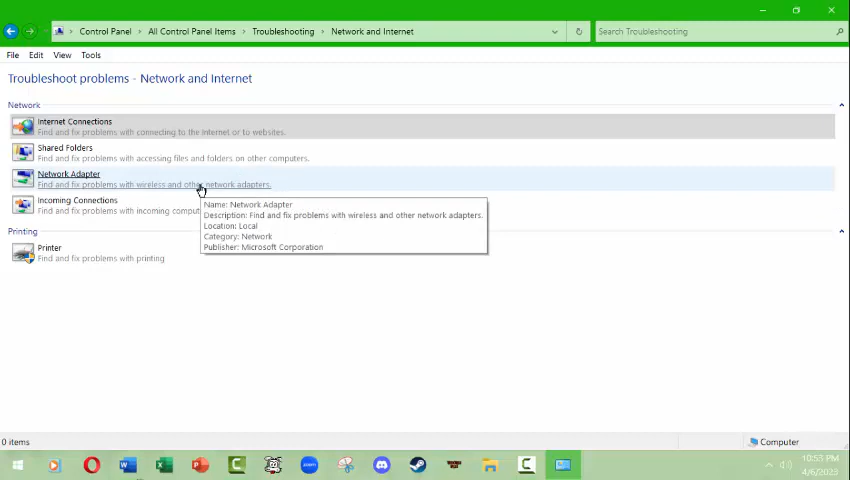 Control Panel > All Control Panel Items > Troubleshooting > Network and Internet
Search Troubleshooting
File Edit View Tools
Troubleshoot problems - Network and Internet
Network
Internet Connections
Find and fix problems with connecting to the Internet or to websites.
Shared Folders
Find and fix problems with accessing files and folders on other computers.
Network Adapter
Find and fix problems with wireless and other network adapters.
Incoming Connections
Find and fix problems with incoming comput
Name: Network Adapter
Description: Find and fix problems with wireless and other network adapters.
Location: Local
Category: Network
Publisher: Microsoft Corporation
Printing
Printer
Find and fix problems with printing
0 items
Computer
zoom
10:53 PM
4/6/2023